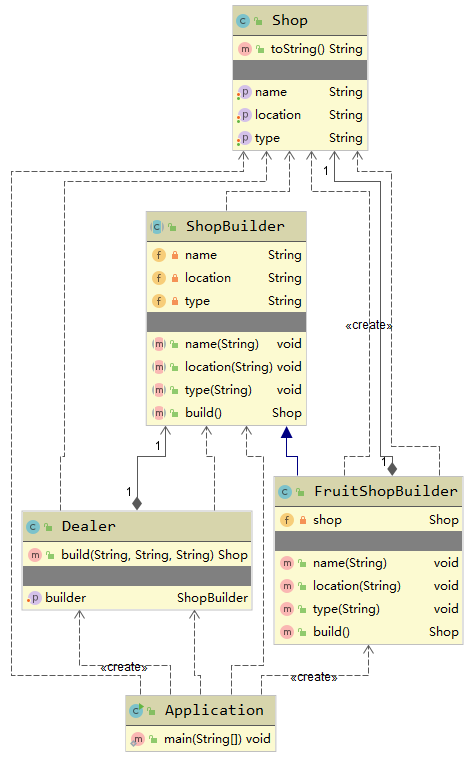 Shop
toString() String
name String
location String
type String
1
ShopBuilder
name String
location String
type String
name(String) void
location(String) void
type(String) void
build() Shop
«create»
1
1
1
FruitShopBuilder
shop Shop
name(String) void
location(String) void
type(String) void
build() Shop
Dealer
build(String, String, String) Shop
builder ShopBuilder
«create»
«create»
Application
main(String[]) void